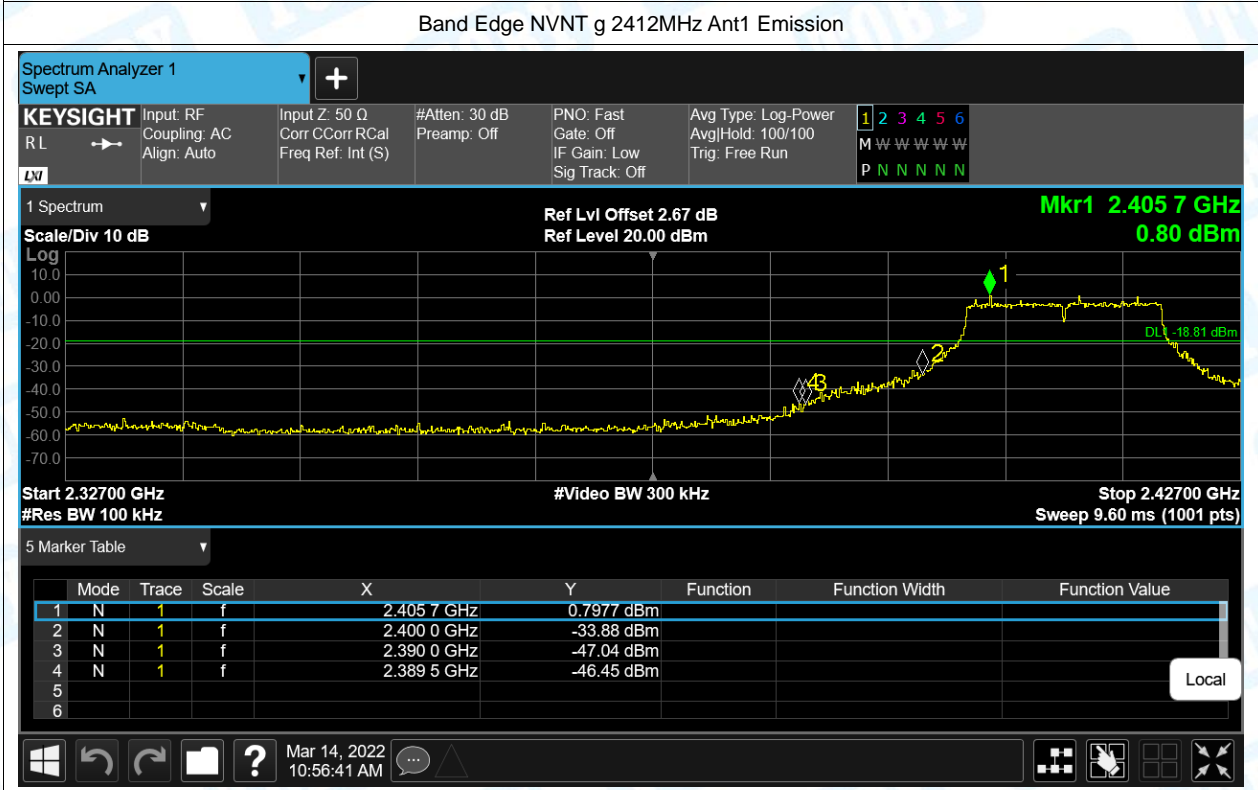 Band Edge NVNT g 2412MHz Ant1 Emission
Spectrum Analyzer 1
Swept SA
+
KEYSIGHT
RL
LXI
Input: RF
Coupling: AC
Align: Auto
Input Z: 50 Ω
Corr CCorr RCal
Freq Ref: Int (S)
#Atten: 30 dB
Preamp: Off
PNO: Fast
Gate: Off
IF Gain: Low
Sig Track: Off
Avg Type: Log-Power
Avg|Hold: 100/100
Trig: Free Run
1 2 3 4 5 6
M W W W W W
P N N N N N
1 Spectrum
Scale/Div 10 dB
Ref Lvl Offset 2.67 dB
Ref Level 20.00 dBm
Mkr1 2.405 7 GHz
0.80 dBm
Log
10.0
0.00
-10.0
-20.0
-30.0
-40.0
-50.0
-60.0
-70.0
1
2
4 3
DL1 -18.81 dBm
Start 2.32700 GHz
#Res BW 100 kHz
#Video BW 300 kHz
Stop 2.42700 GHz
Sweep 9.60 ms (1001 pts)
5 Marker Table
Mode Trace Scale X Y Function Function Width Function Value
1 N 1 f 2.405 7 GHz 0.7977 dBm
2 N 1 f 2.400 0 GHz -33.88 dBm
3 N 1 f 2.390 0 GHz -47.04 dBm
4 N 1 f 2.389 5 GHz -46.45 dBm
5
6
Local
?
Mar 14, 2022
10:56:41 AM